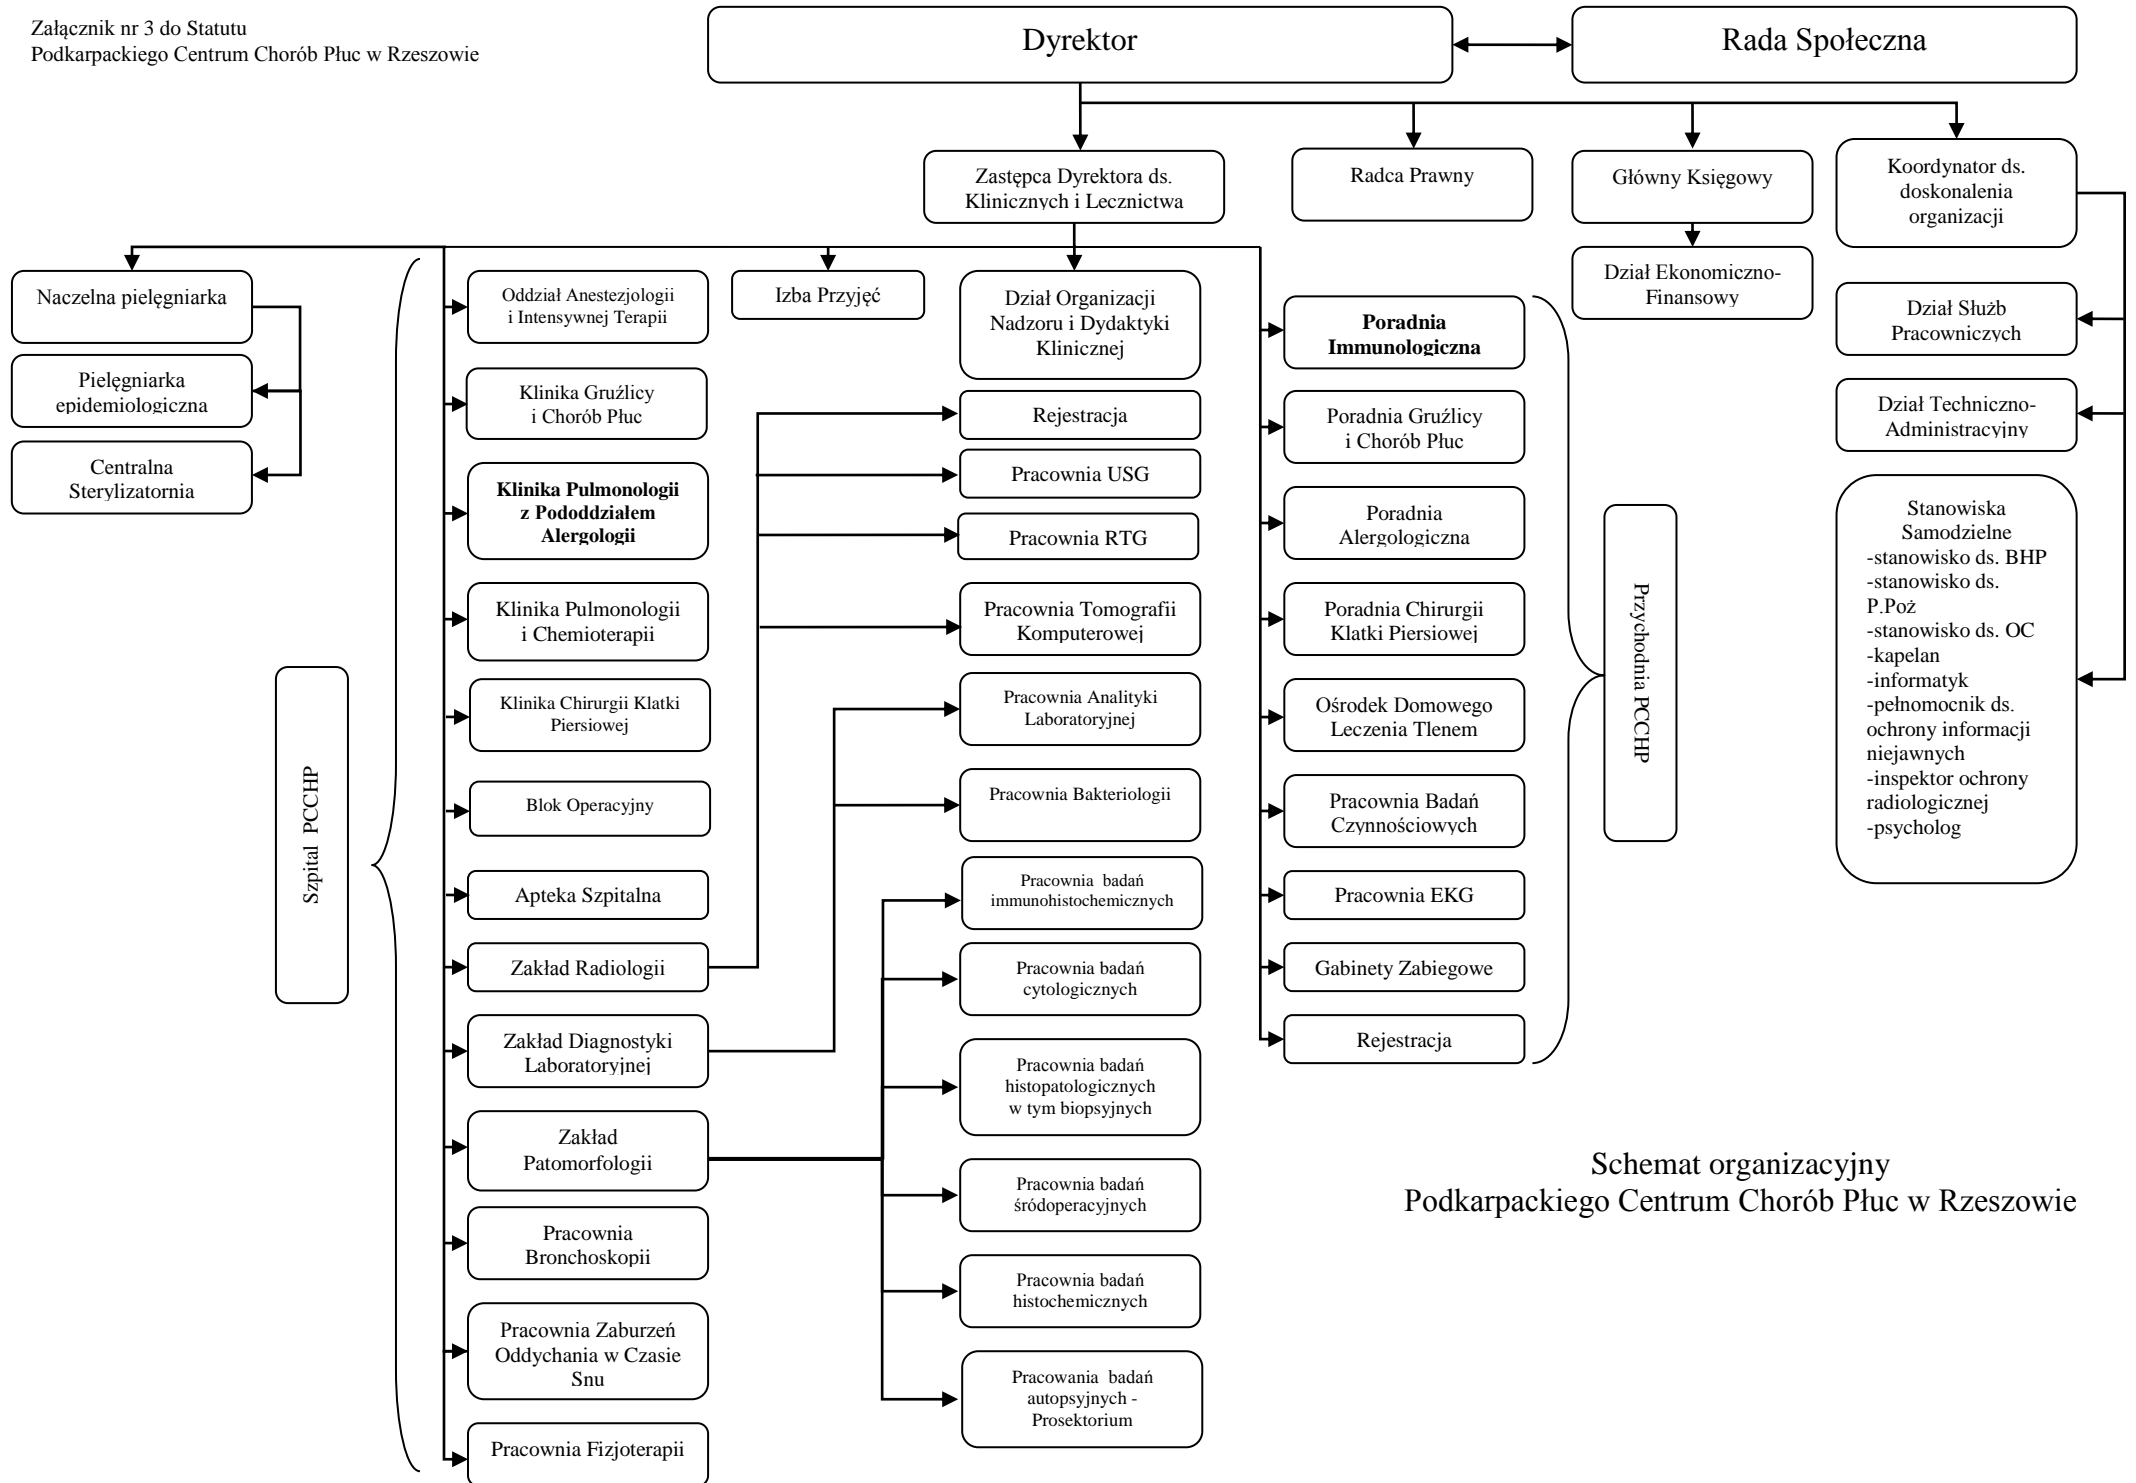 Załącznik nr 3 do Statutu
Podkarpackiego Centrum Chorób Płuc w Rzeszowie
Dyrektor
Rada Społeczna
Zastępca Dyrektora ds.
Klinicznych i Lecznictwa
Radca Prawny
Główny Księgowy
Koordynator ds.
doskonalenia
organizacji
Naczelna pielęgniarka
Pielęgniarka
epidemiologiczna
Centralna
Sterylizatornia
Szpital PCCHP
Oddział Anestezjologii
i Intensywnej Terapii
Klinika Gruźlicy
i Chorób Płuc
Klinika Pulmonologii
z Pododdziałem
Alergologii
Klinika Pulmonologii
i Chemioterapii
Klinika Chirurgii Klatki
Piersiowej
Blok Operacyjny
Apteka Szpitalna
Zakład Radiologii
Zakład Diagnostyki
Laboratoryjnej
Zakład
Patomorfologii
Pracownia
Bronchoskopii
Pracownia Zaburzeń
Oddychania w Czasie
Snu
Pracownia Fizjoterapii
Izba Przyjęć
Dział Organizacji
Nadzoru i Dydaktyki
Klinicznej
Rejestracja
Pracownia USG
Pracownia RTG
Pracownia Tomografii
Komputerowej
Pracownia Analityki
Laboratoryjnej
Pracownia Bakteriologii
Pracownia badań
immunohistochemicznych
Pracownia badań
cytologicznych
Pracownia badań
histopatologicznych
w tym biopsyjnych
Pracownia badań
śródoperacyjnych
Pracownia badań
histochemicznych
Pracowania badań
autopsyjnych -
Prosektorium
Poradnia
Immunologiczna
Poradnia Gruźlicy
i Chorób Płuc
Poradnia
Alergologiczna
Poradnia Chirurgii
Klatki Piersiowej
Ośrodek Domowego
Leczenia Tlenem
Pracownia Badań
Czynnościowych
Pracownia EKG
Gabinety Zabiegowe
Rejestracja
Przychodnia PCCHP
Dział Ekonomiczno-
Finansowy
Dział Służb
Pracowniczych
Dział Techniczno-
Administracyjny
Stanowiska
Samodzielne
-stanowisko ds. BHP
-stanowisko ds.
P.Poż
-stanowisko ds. OC
-kapelan
-informatyk
-pełnomocnik ds.
ochrony informacji
niejawnych
-inspektor ochrony
radiologicznej
-psycholog
Schemat organizacyjny
Podkarpackiego Centrum Chorób Płuc w Rzeszowie